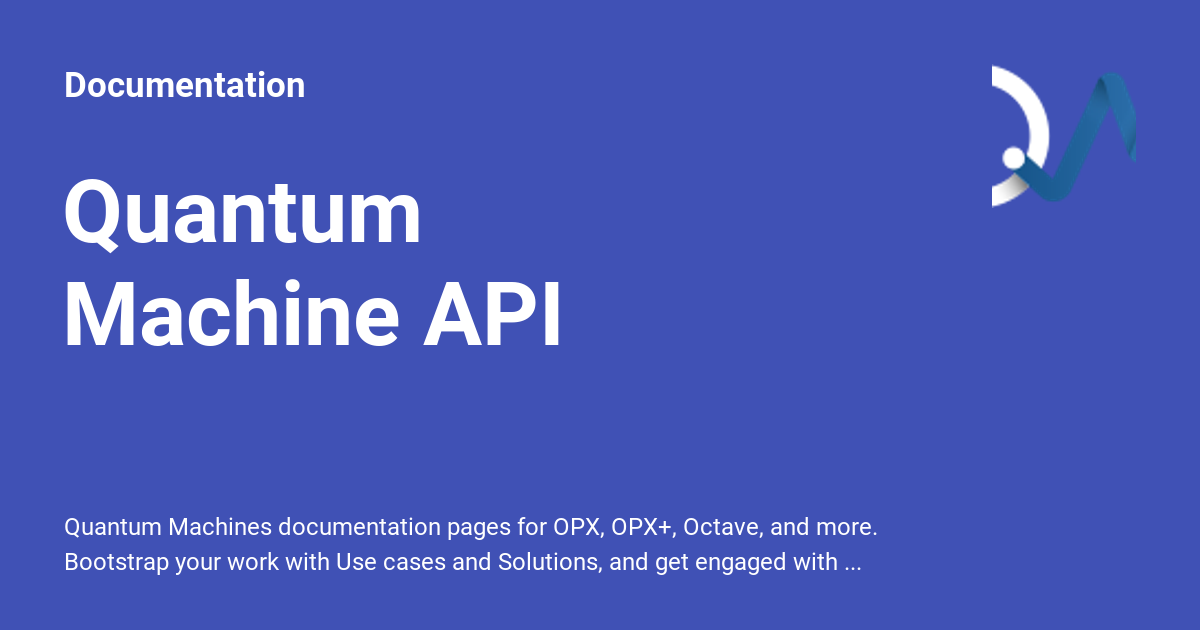 Documentation
Quantum
Machine API
Quantum Machines documentation pages for OPX, OPX+, Octave, and more.
Bootstrap your work with Use cases and Solutions, and get engaged with ...